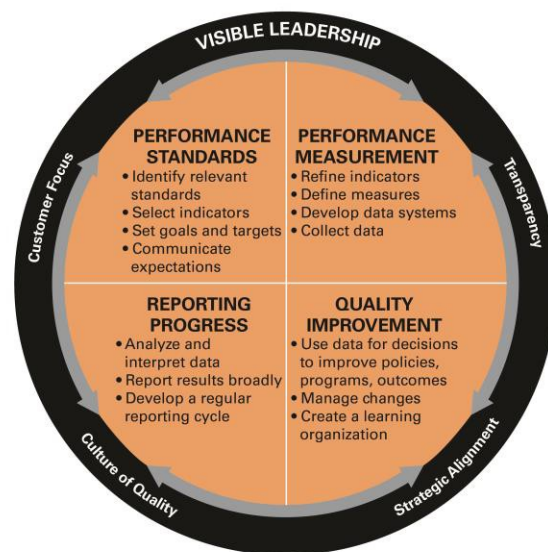 VISIBLE LEADERSHIP
Customer Focus
Transparency
Culture of Quality
Strategic Alignment
PERFORMANCE
STANDARDS
• Identify relevant
standards
• Select indicators
• Set goals and targets
• Communicate
expectations
PERFORMANCE
MEASUREMENT
• Refine indicators
• Define measures
• Develop data systems
• Collect data
REPORTING
PROGRESS
• Analyze and
interpret data
• Report results broadly
• Develop a regular
reporting cycle
QUALITY
IMPROVEMENT
• Use data for decisions
to improve policies,
programs, outcomes
• Manage changes
• Create a learning
organization